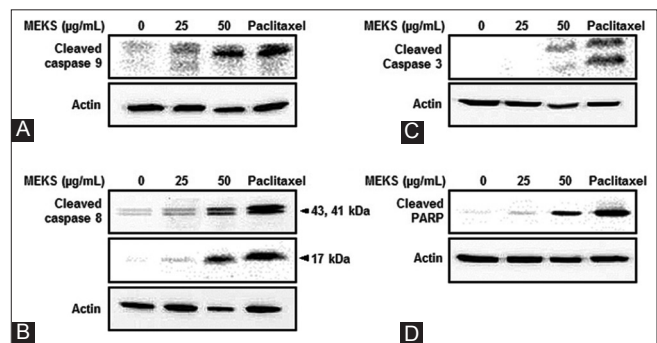 MEKS (µg/mL) 0 25 50 Paclitaxel
Cleaved
caspase 9
Actin
A
MEKS (µg/mL) 0 25 50 Paclitaxel
Cleaved
Caspase 3
Actin
C
MEKS (µg/mL) 0 25 50 Paclitaxel
Cleaved
caspase 8
43, 41 kDa
17 kDa
Actin
B
MEKS (µg/mL) 0 25 50 Paclitaxel
Cleaved
PARP
Actin
D